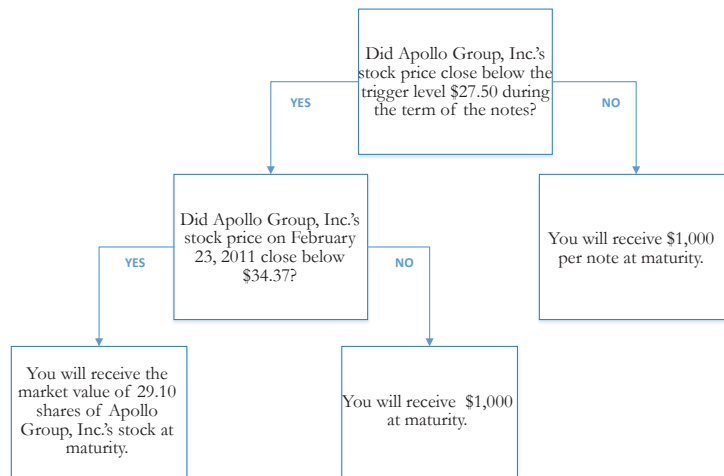 Did Apollo Group, Inc.'s
stock price close below the
trigger level $27.50 during
the term of the notes?
YES
NO
Did Apollo Group, Inc.'s
stock price on February
23, 2011 close below
$34.37?
You will receive $1,000
per note at maturity.
YES
NO
You will receive the
market value of 29.10
shares of Apollo
Group, Inc.'s stock at
maturity.
You will receive $1,000
at maturity.